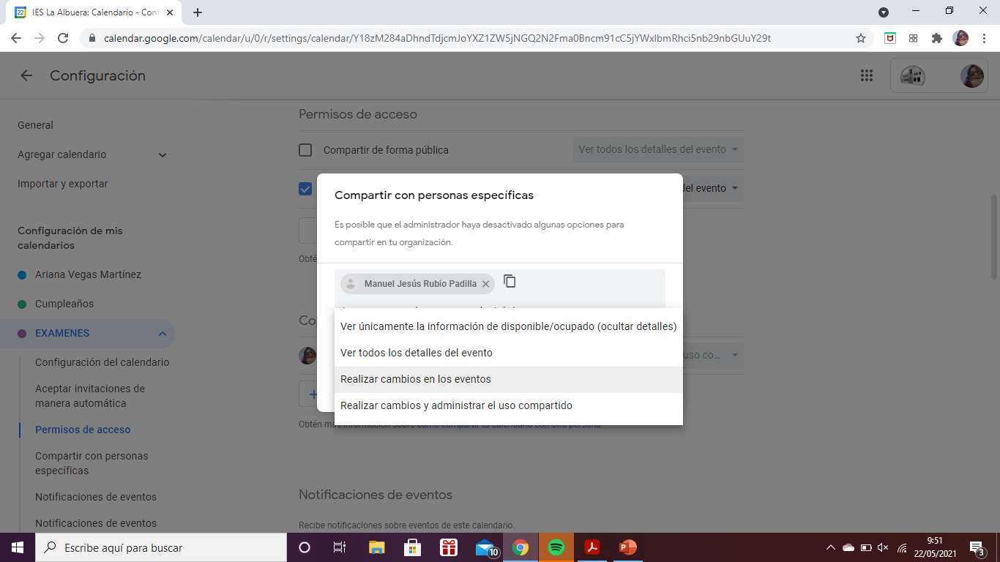 IES La Albuera: Calendario - Conf
calendar.google.com/calendar/u/0/r/settings/calendar/Y18zM284aDhndTdjcmJoYXZ1ZW5jNGQ2N2Fma0Bncm91cC5jYWxlbmRhci5nb29nbGUuY29t
Configuración
General
Agregar calendario
Importar y exportar
Configuración de mis
calendarios
Ariana Vegas Martínez
Cumpleaños
EXAMENES
Configuración del calendario
Aceptar invitaciones de
manera automática
Permisos de acceso
Compartir con personas
específicas
Notificaciones de eventos
Notificaciones de eventos
Permisos de acceso
Compartir de forma pública
Ver todos los detalles del evento
del evento
Compartir con personas específicas
Es posible que el administrador haya desactivado algunas opciones para
compartir en tu organización.
Manuel Jesús Rubio Padilla
Ver únicamente la información de disponible/ocupado (ocultar detalles)
Ver todos los detalles del evento
Realizar cambios en los eventos
Realizar cambios y administrar el uso compartido
Obté
Co
uso co...
Obtén más información sobre cómo compartir tu calendario con otra persona
Notificaciones de eventos
Recibe notificaciones sobre eventos de este calendario.
Escribe aquí para buscar
10
9:51
22/05/2021
3